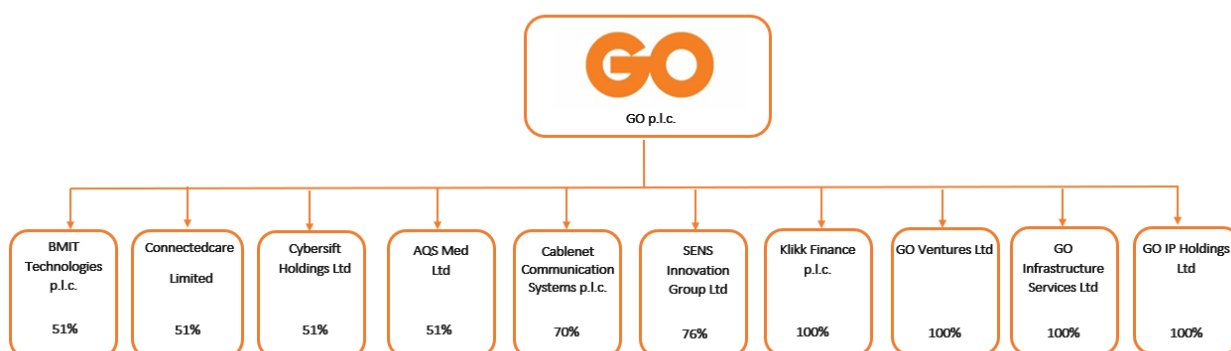 GO
GO p.l.c.
BMIT
Technologies
p.l.c.
51%
Connectedcare
Limited
51%
Cybersift
Holdings Ltd
51%
AQS Med
Ltd
51%
Cablenet
Communication
Systems p.l.c.
70%
SENS
Innovation
Group Ltd
76%
Klikk Finance
p.l.c.
100%
GO Ventures Ltd
100%
GO
Infrastructure
Services Ltd
100%
GO IP Holdings
Ltd
100%